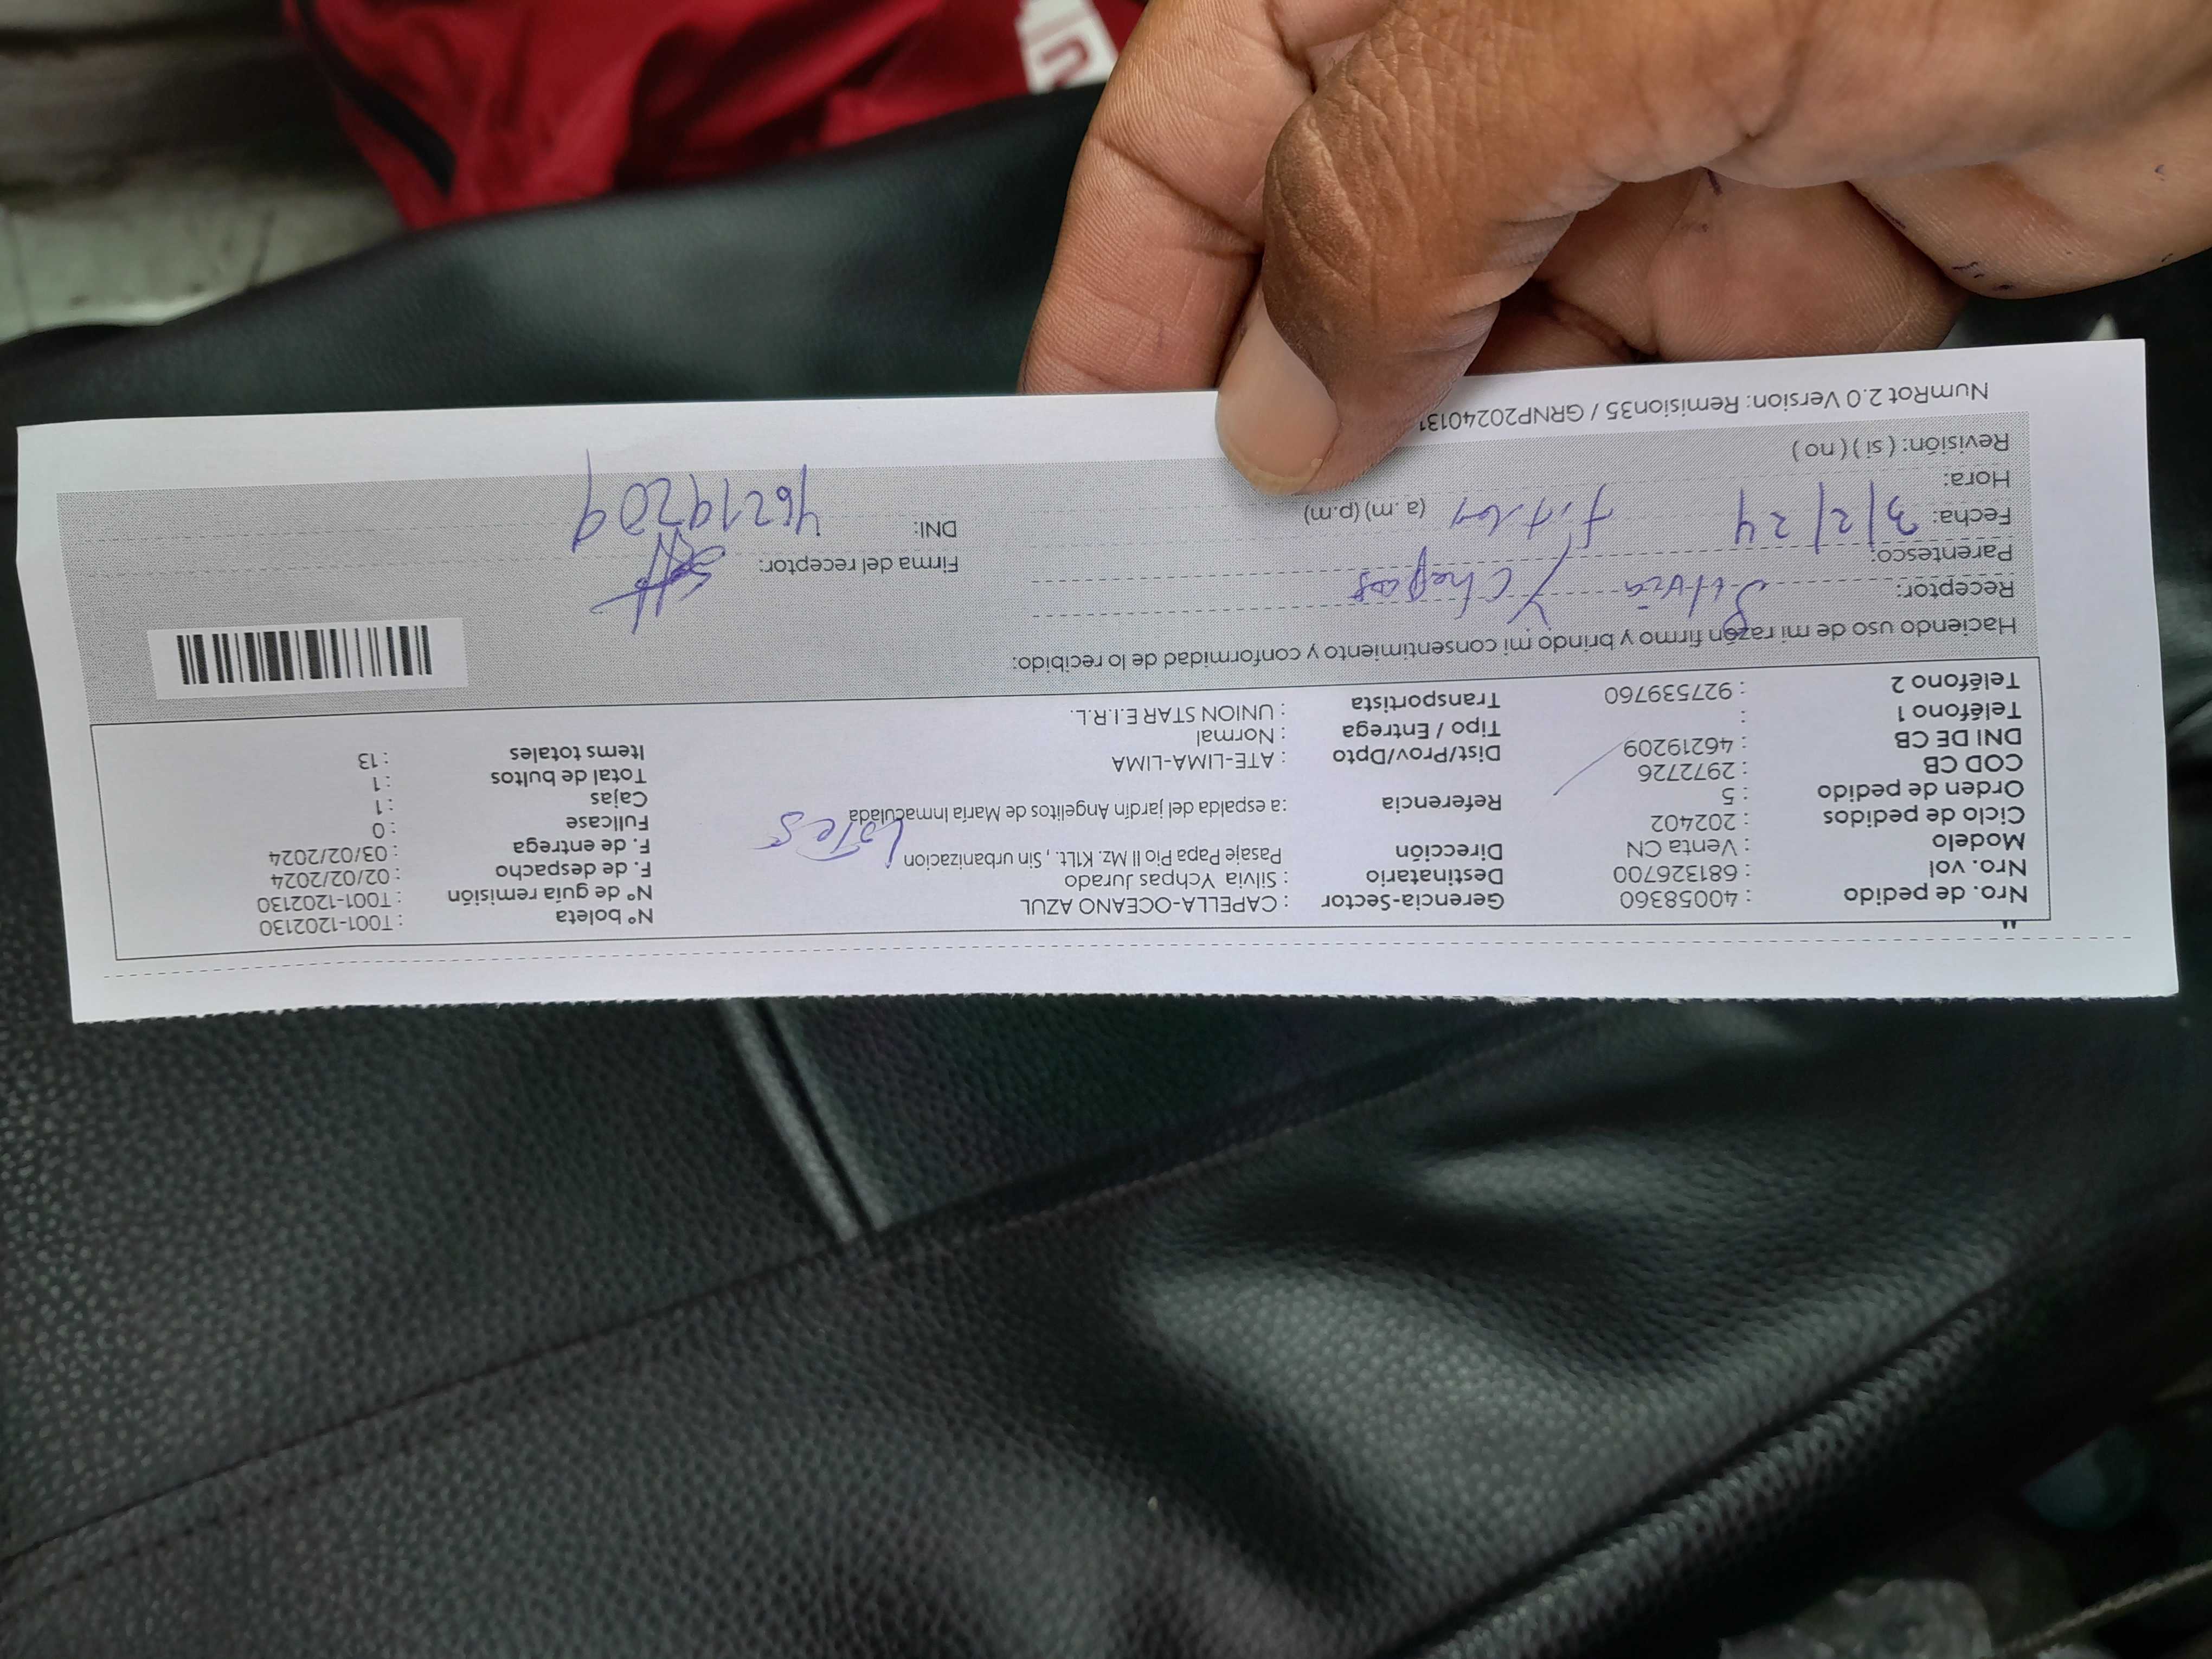 Nro. de pedido : 40058360 Gerencia-Sector : CAPELLA-OCEANO AZUL N° boleta : T001-1202130
Nro. vol : 681326700 Destinatario : Silvia Ychpas Jurado N° de guía remisión : T001-1202130
Modelo : Venta CN Dirección Pasaje Papa Pio II Mz. K1Lt. , Sin urbanizacion F. de despacho : 02/02/2024
Ciclo de pedidos : 202402 F. de entrega : 03/02/2024
Orden de pedido : 5 Referencia :a espalda del jardin Angelitos de María Inmaculada Fullcase : 0
COD CB : 2972726 Cajas : 1
DNI DE CB : 46219209 Dist/Prov/Dpto : ATE-LIMA-LIMA Total de bultos : 1
Teléfono 1 : Tipo / Entrega : Normal Items totales : 13
Teléfono 2 : 927539760 Transportista : UNION STAR E.I.R.L.
Haciendo uso de mi razón firmo y brindo mi consentimiento y conformidad de lo recibido:
Receptor: Silvia Ychpas
Parentesco: Firma del receptor:
Fecha: 3/2/24 DNI: 46219209
Hora: (a. m) (p.m)
Revisión: ( si ) ( no )
NumRot 2.0 Version: Remision35 / GRNP20240131